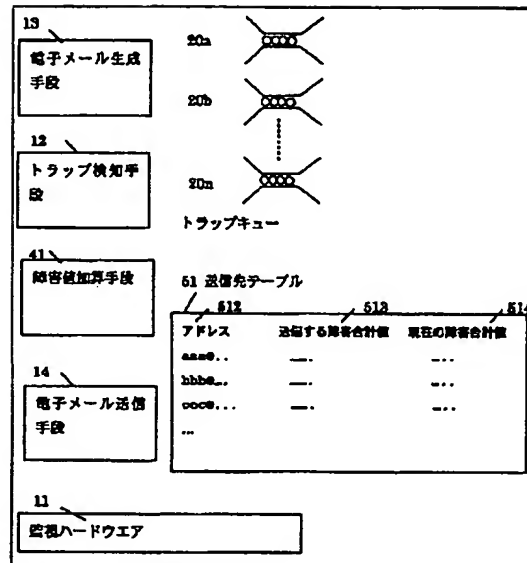 13
電子メール生成
手段
12
トラップ検知手
段
41
障害値加算手段
14
電子メール送信
手段
11
監視ハードウエア
20a
20b
20n
トラップキュー
51 送信先テーブル
512 513 514
アドレス 送信する障害合計値 現在の障害合計値
aaa@.. ---. --..
bbb@... ---. --..
ccc@... ---. --..
...